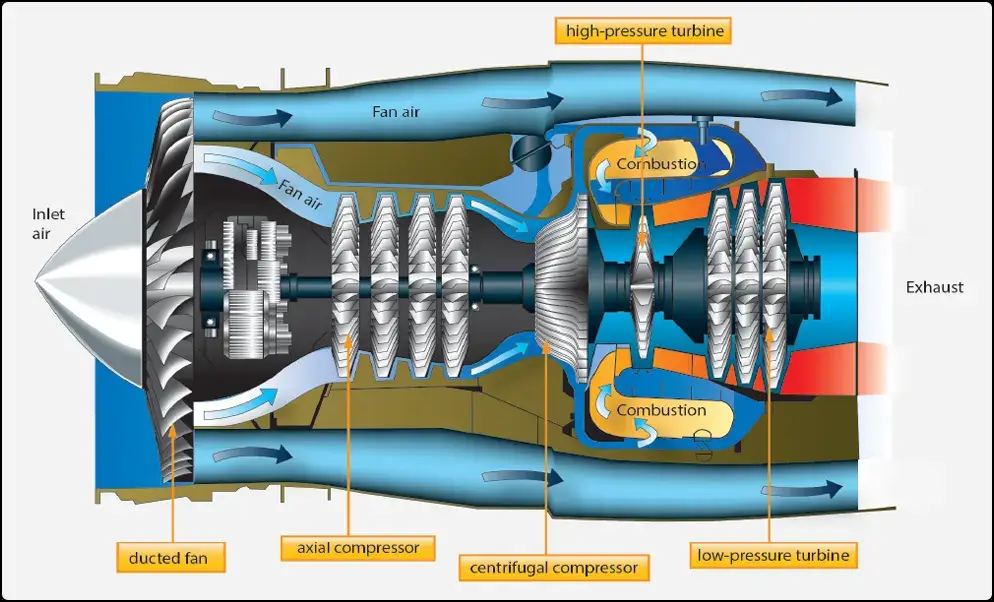 high-pressure turbine
Fan air
Combustion
Fan air
Inlet
air
Exhaust
Combustion
ducted fan
axial compressor
centrifugal compressor
low-pressure turbine